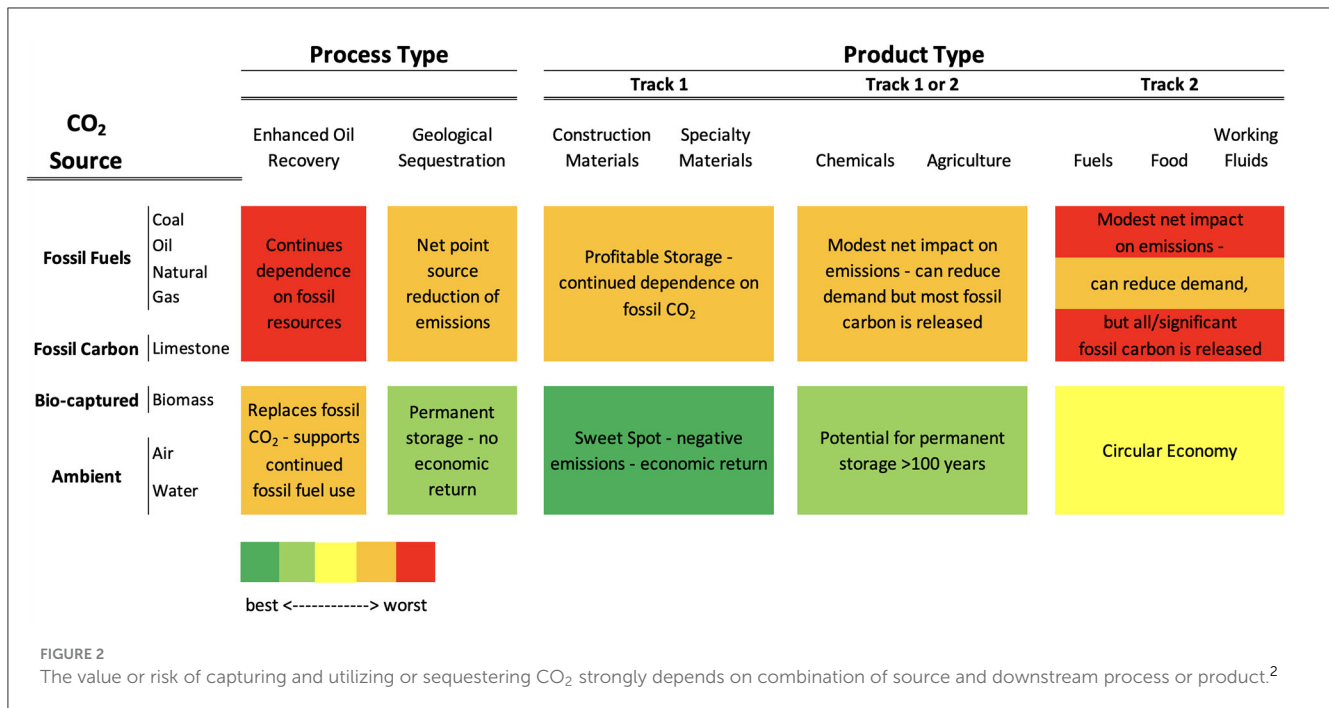 Process Type
Product Type
Track 1
Track 1 or 2
Track 2
CO₂
Source
Enhanced Oil
Recovery
Geological
Sequestration
Construction
Materials
Specialty
Materials
Chemicals
Agriculture
Fuels
Food
Working
Fluids
Fossil Fuels
Coal
Oil
Natural
Gas
Fossil Carbon
Limestone
Continues
dependence
on fossil
resources
Net point
source
reduction of
emissions
Profitable Storage -
continued dependence on
fossil CO₂
Modest net impact on
emissions - can reduce
demand but most fossil
carbon is released
Modest net impact
on emissions -
can reduce demand,
but all/significant
fossil carbon is released
Bio-captured
Biomass
Ambient
Air
Water
Replaces fossil
CO₂ - supports
continued
fossil fuel use
Permanent
storage - no
economic
return
Sweet Spot - negative
emissions - economic return
Potential for permanent
storage >100 years
Circular Economy
best <------------> worst
FIGURE 2
The value or risk of capturing and utilizing or sequestering CO₂ strongly depends on combination of source and downstream process or product.²